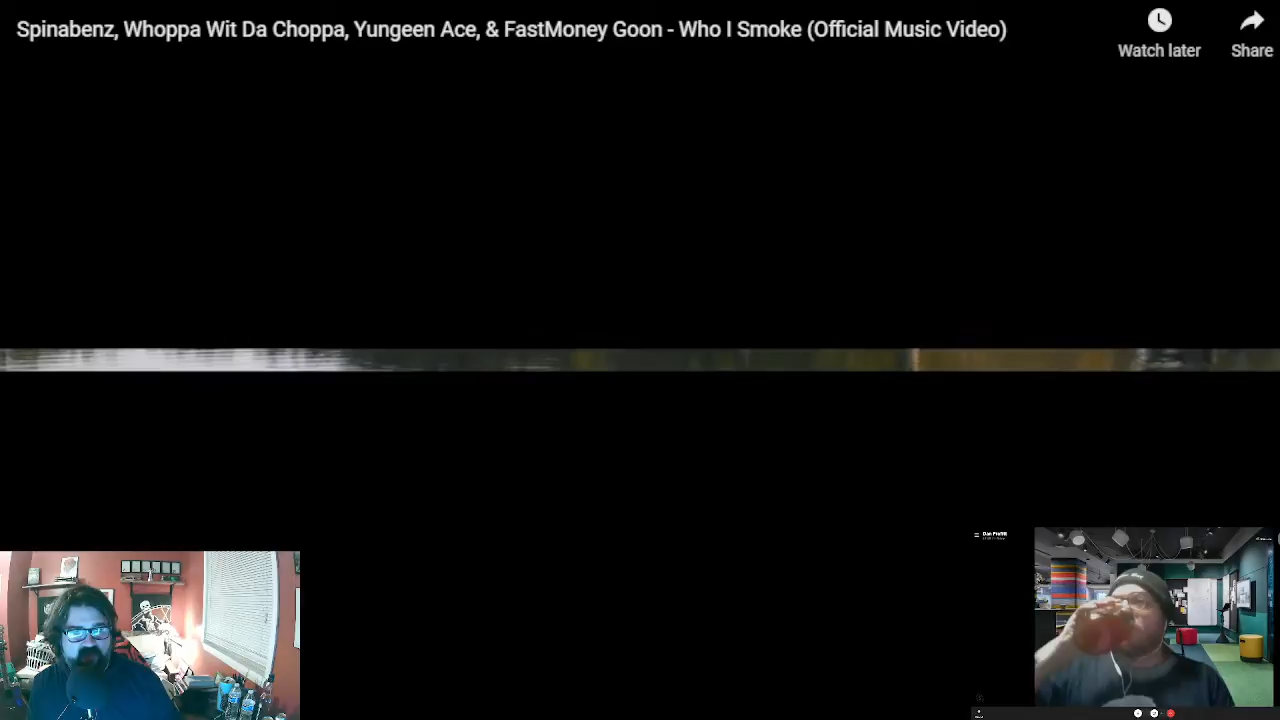 Spinabenz, Whoppa Wit Da Choppa, Yungeen Ace, & FastMoney Goon - Who I Smoke (Official Music Video)
Watch later
Share